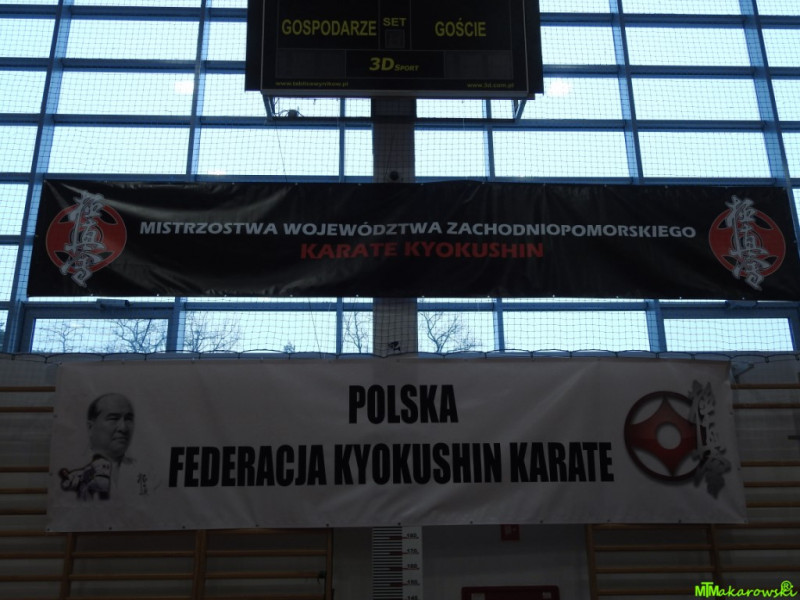 GOSPODARZE SET GOŚCIE
3D SPORT
MISTRZOSTWA WOJEWÓDZTWA ZACHODNIOPOMORSKIEGO
KARATE KYOKUSHIN
POLSKA
FEDERACJA KYOKUSHIN KARATE
MTMakarowski